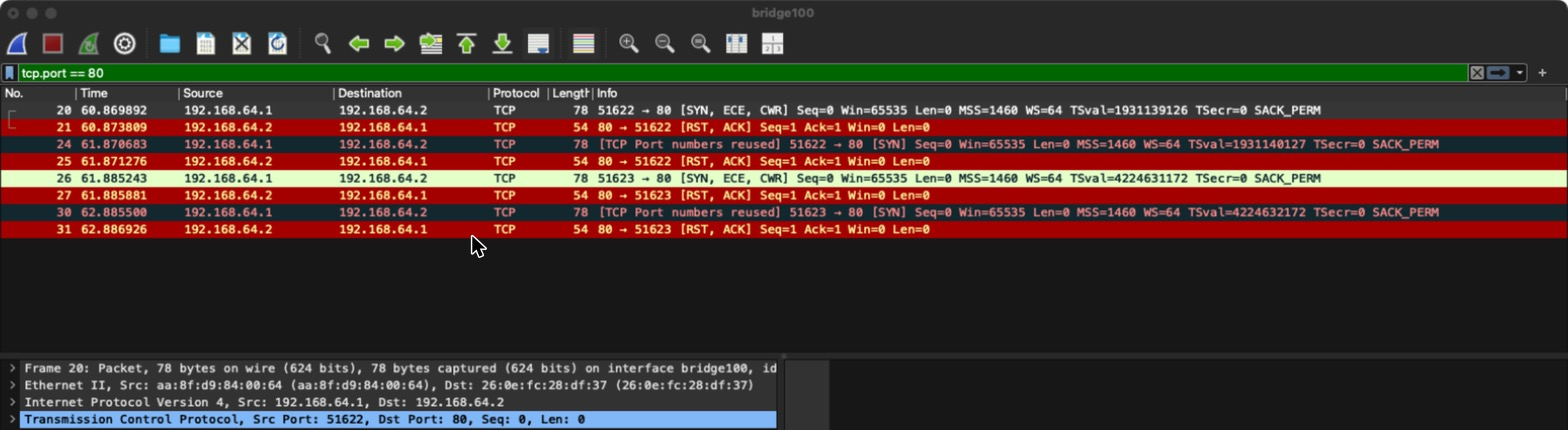 bridge100
tcp.port == 80
No. Time Source Destination Protocol Length Info
20 60.869892 192.168.64.1 192.168.64.2 TCP 78 51622 → 80 [SYN, ECE, CWR] Seq=0 Win=65535 Len=0 MSS=1460 WS=64 TSval=1931139126 TSecr=0 SACK_PERM
21 60.873809 192.168.64.2 192.168.64.1 TCP 54 80 → 51622 [RST, ACK] Seq=1 Ack=1 Win=0 Len=0
24 61.870683 192.168.64.1 192.168.64.2 TCP 78 [TCP Port numbers reused] 51622 → 80 [SYN] Seq=0 Win=65535 Len=0 MSS=1460 WS=64 TSval=1931140127 TSecr=0 SACK_PERM
25 61.871276 192.168.64.2 192.168.64.1 TCP 54 80 → 51622 [RST, ACK] Seq=1 Ack=1 Win=0 Len=0
26 61.885243 192.168.64.1 192.168.64.2 TCP 78 51623 → 80 [SYN, ECE, CWR] Seq=0 Win=65535 Len=0 MSS=1460 WS=64 TSval=4224631172 TSecr=0 SACK_PERM
27 61.885881 192.168.64.2 192.168.64.1 TCP 54 80 → 51623 [RST, ACK] Seq=1 Ack=1 Win=0 Len=0
30 62.885500 192.168.64.1 192.168.64.2 TCP 78 [TCP Port numbers reused] 51623 → 80 [SYN] Seq=0 Win=65535 Len=0 MSS=1460 WS=64 TSval=4224632172 TSecr=0 SACK_PERM
31 62.886926 192.168.64.2 192.168.64.1 TCP 54 80 → 51623 [RST, ACK] Seq=1 Ack=1 Win=0 Len=0
Frame 20: Packet, 78 bytes on wire (624 bits), 78 bytes captured (624 bits) on interface bridge100, id
Ethernet II, Src: aa:8f:d9:84:00:64 (aa:8f:d9:84:00:64), Dst: 26:0e:fc:28:df:37 (26:0e:fc:28:df:37)
Internet Protocol Version 4, Src: 192.168.64.1, Dst: 192.168.64.2
Transmission Control Protocol, Src Port: 51622, Dst Port: 80, Seq: 0, Len: 0